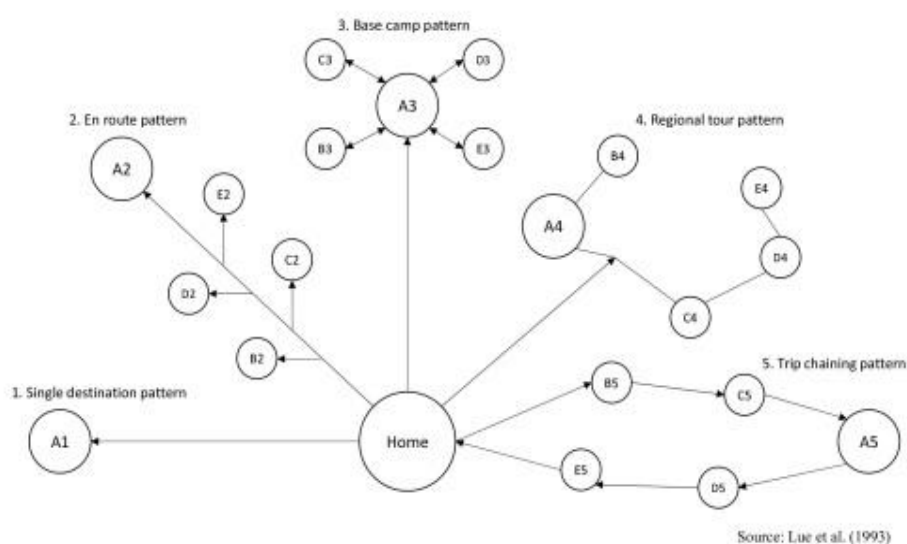 3. Base camp pattern
C3
D3
A3
B3
E3
2. En route pattern
A2
E2
C2
D2
B2
4. Regional tour pattern
B4
E4
A4
D4
C4
1. Single destination pattern
A1
Home
5. Trip chaining pattern
B5
C5
A5
E5
D5
Source: Lue et al. (1993)